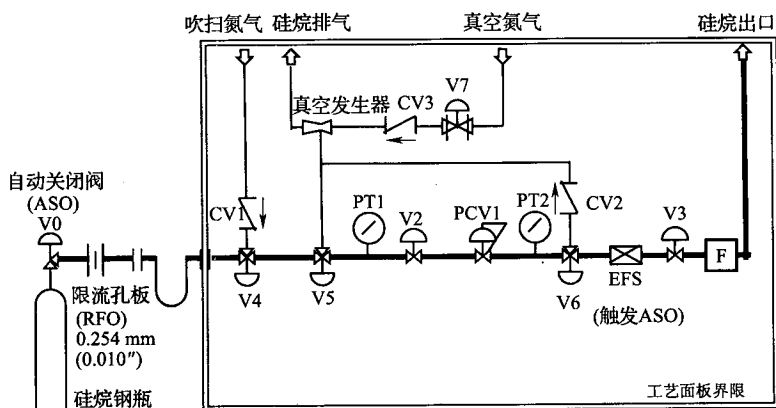 吹扫氮气 硅烷排气 真空氮气 硅烷出口
V7
真空发生器 CV3
自动关闭阀
(ASO)
V0
CV1
PT1
V2
PCV1
PT2
CV2
V3
F
V4
V5
V6
EFS
限流孔板
(RFO)
0.254 mm
(0.010")
(触发ASO)
硅烷钢瓶
工艺面板界限